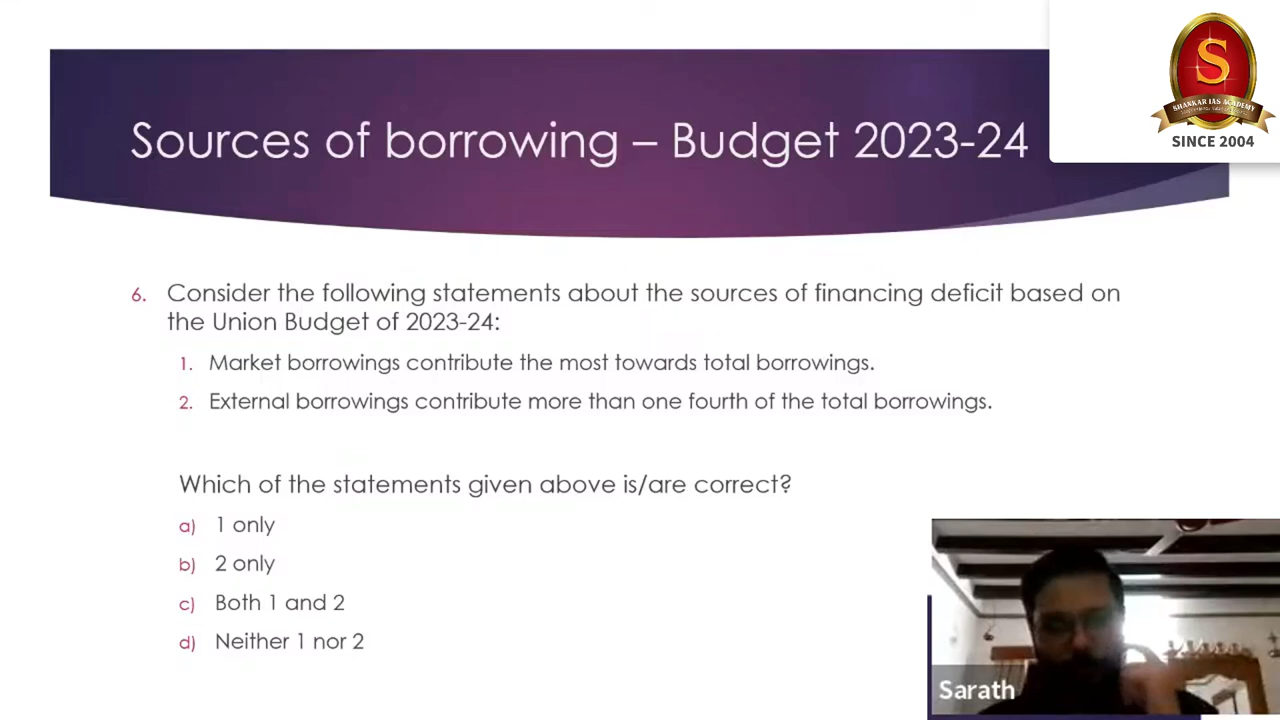 S
SHANKAR IAS ACADEMY
SINCE 2004
Sources of borrowing – Budget 2023-24
6. Consider the following statements about the sources of financing deficit based on
the Union Budget of 2023-24:
1. Market borrowings contribute the most towards total borrowings.
2. External borrowings contribute more than one fourth of the total borrowings.
Which of the statements given above is/are correct?
a) 1 only
b) 2 only
c) Both 1 and 2
d) Neither 1 nor 2
Sarath